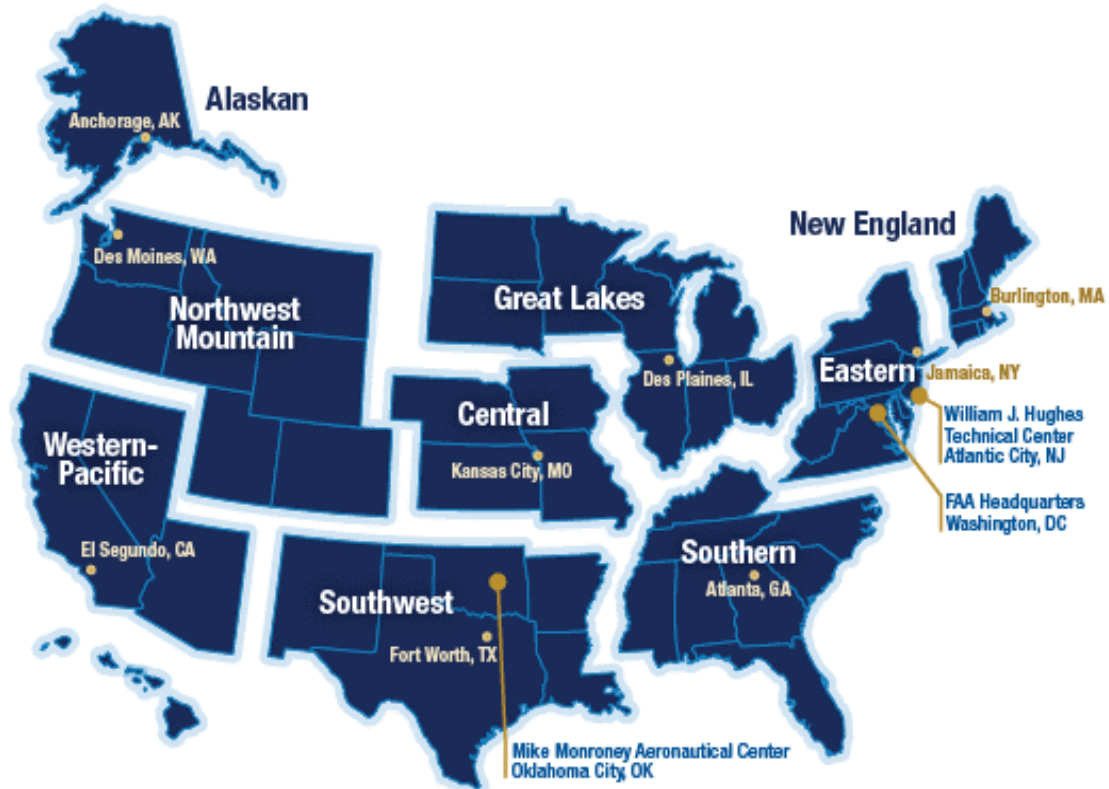 Alaskan
Anchorage, AK
New England
Des Moines, WA
Burlington, MA
Great Lakes
Northwest
Mountain
Des Plaines, IL
Eastern
Jamaica, NY
Central
William J. Hughes
Technical Center
Atlantic City, NJ
Western-
Pacific
Kansas City, MO
FAA Headquarters
Washington, DC
El Segundo, CA
Southern
Atlanta, GA
Southwest
Fort Worth, TX
Mike Monroney Aeronautical Center
Oklahoma City, OK